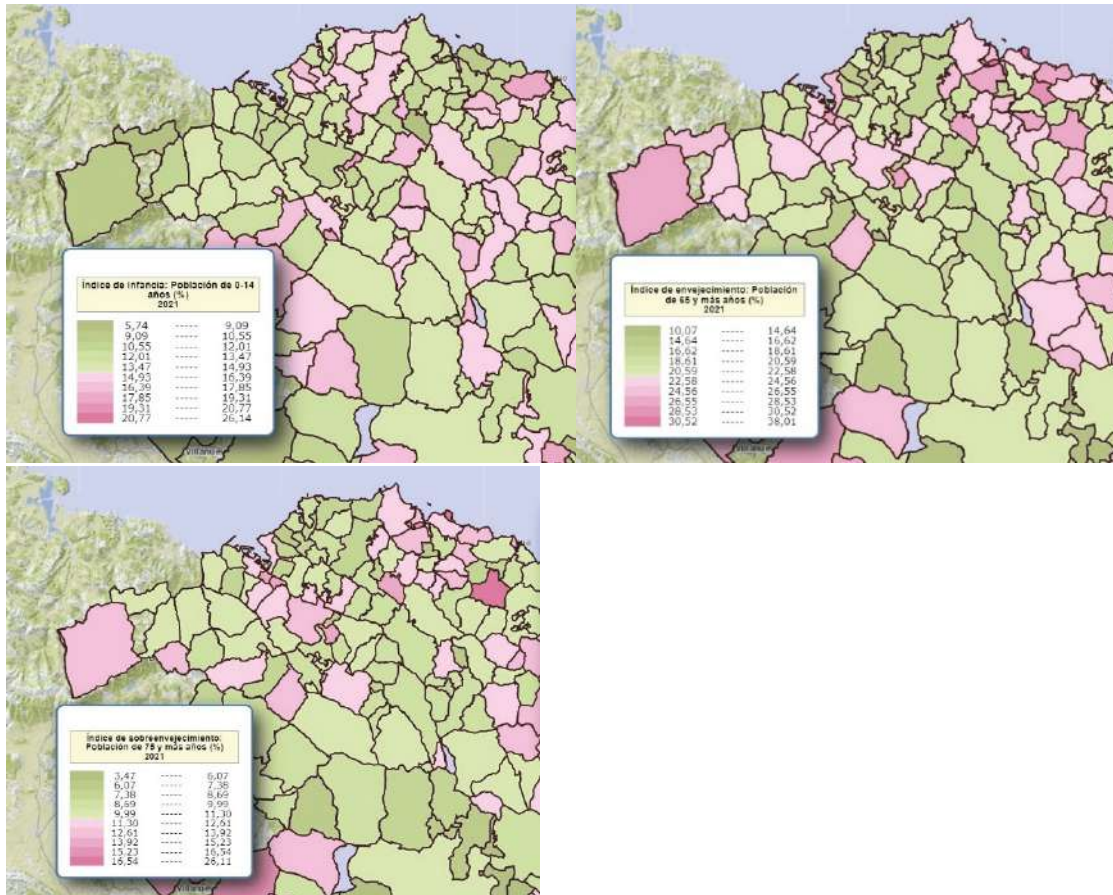 Índice de infancia: Población de 0-14
años (%)
2021
5,74 ----- 9,09
9,09 ----- 10,55
10,55 ----- 12,01
12,01 ----- 13,47
13,47 ----- 14,93
14,93 ----- 16,39
16,39 ----- 17,85
17,85 ----- 19,31
19,31 ----- 20,77
20,77 ----- 26,14
Índice de envejecimiento: Población
de 65 y más años (%)
2021
10,07 ----- 14,64
14,64 ----- 16,62
16,62 ----- 18,61
18,61 ----- 20,59
20,59 ----- 22,58
22,58 ----- 24,56
24,56 ----- 26,55
26,55 ----- 28,53
28,53 ----- 30,52
30,52 ----- 38,01
Índice de sobreenvejecimiento:
Población de 75 y más años (%)
2021
3,47 ----- 6,07
6,07 ----- 7,38
7,38 ----- 8,69
8,69 ----- 9,99
9,99 ----- 11,30
11,30 ----- 12,61
12,61 ----- 13,92
13,92 ----- 15,23
15,23 ----- 16,54
16,54 ----- 26,11